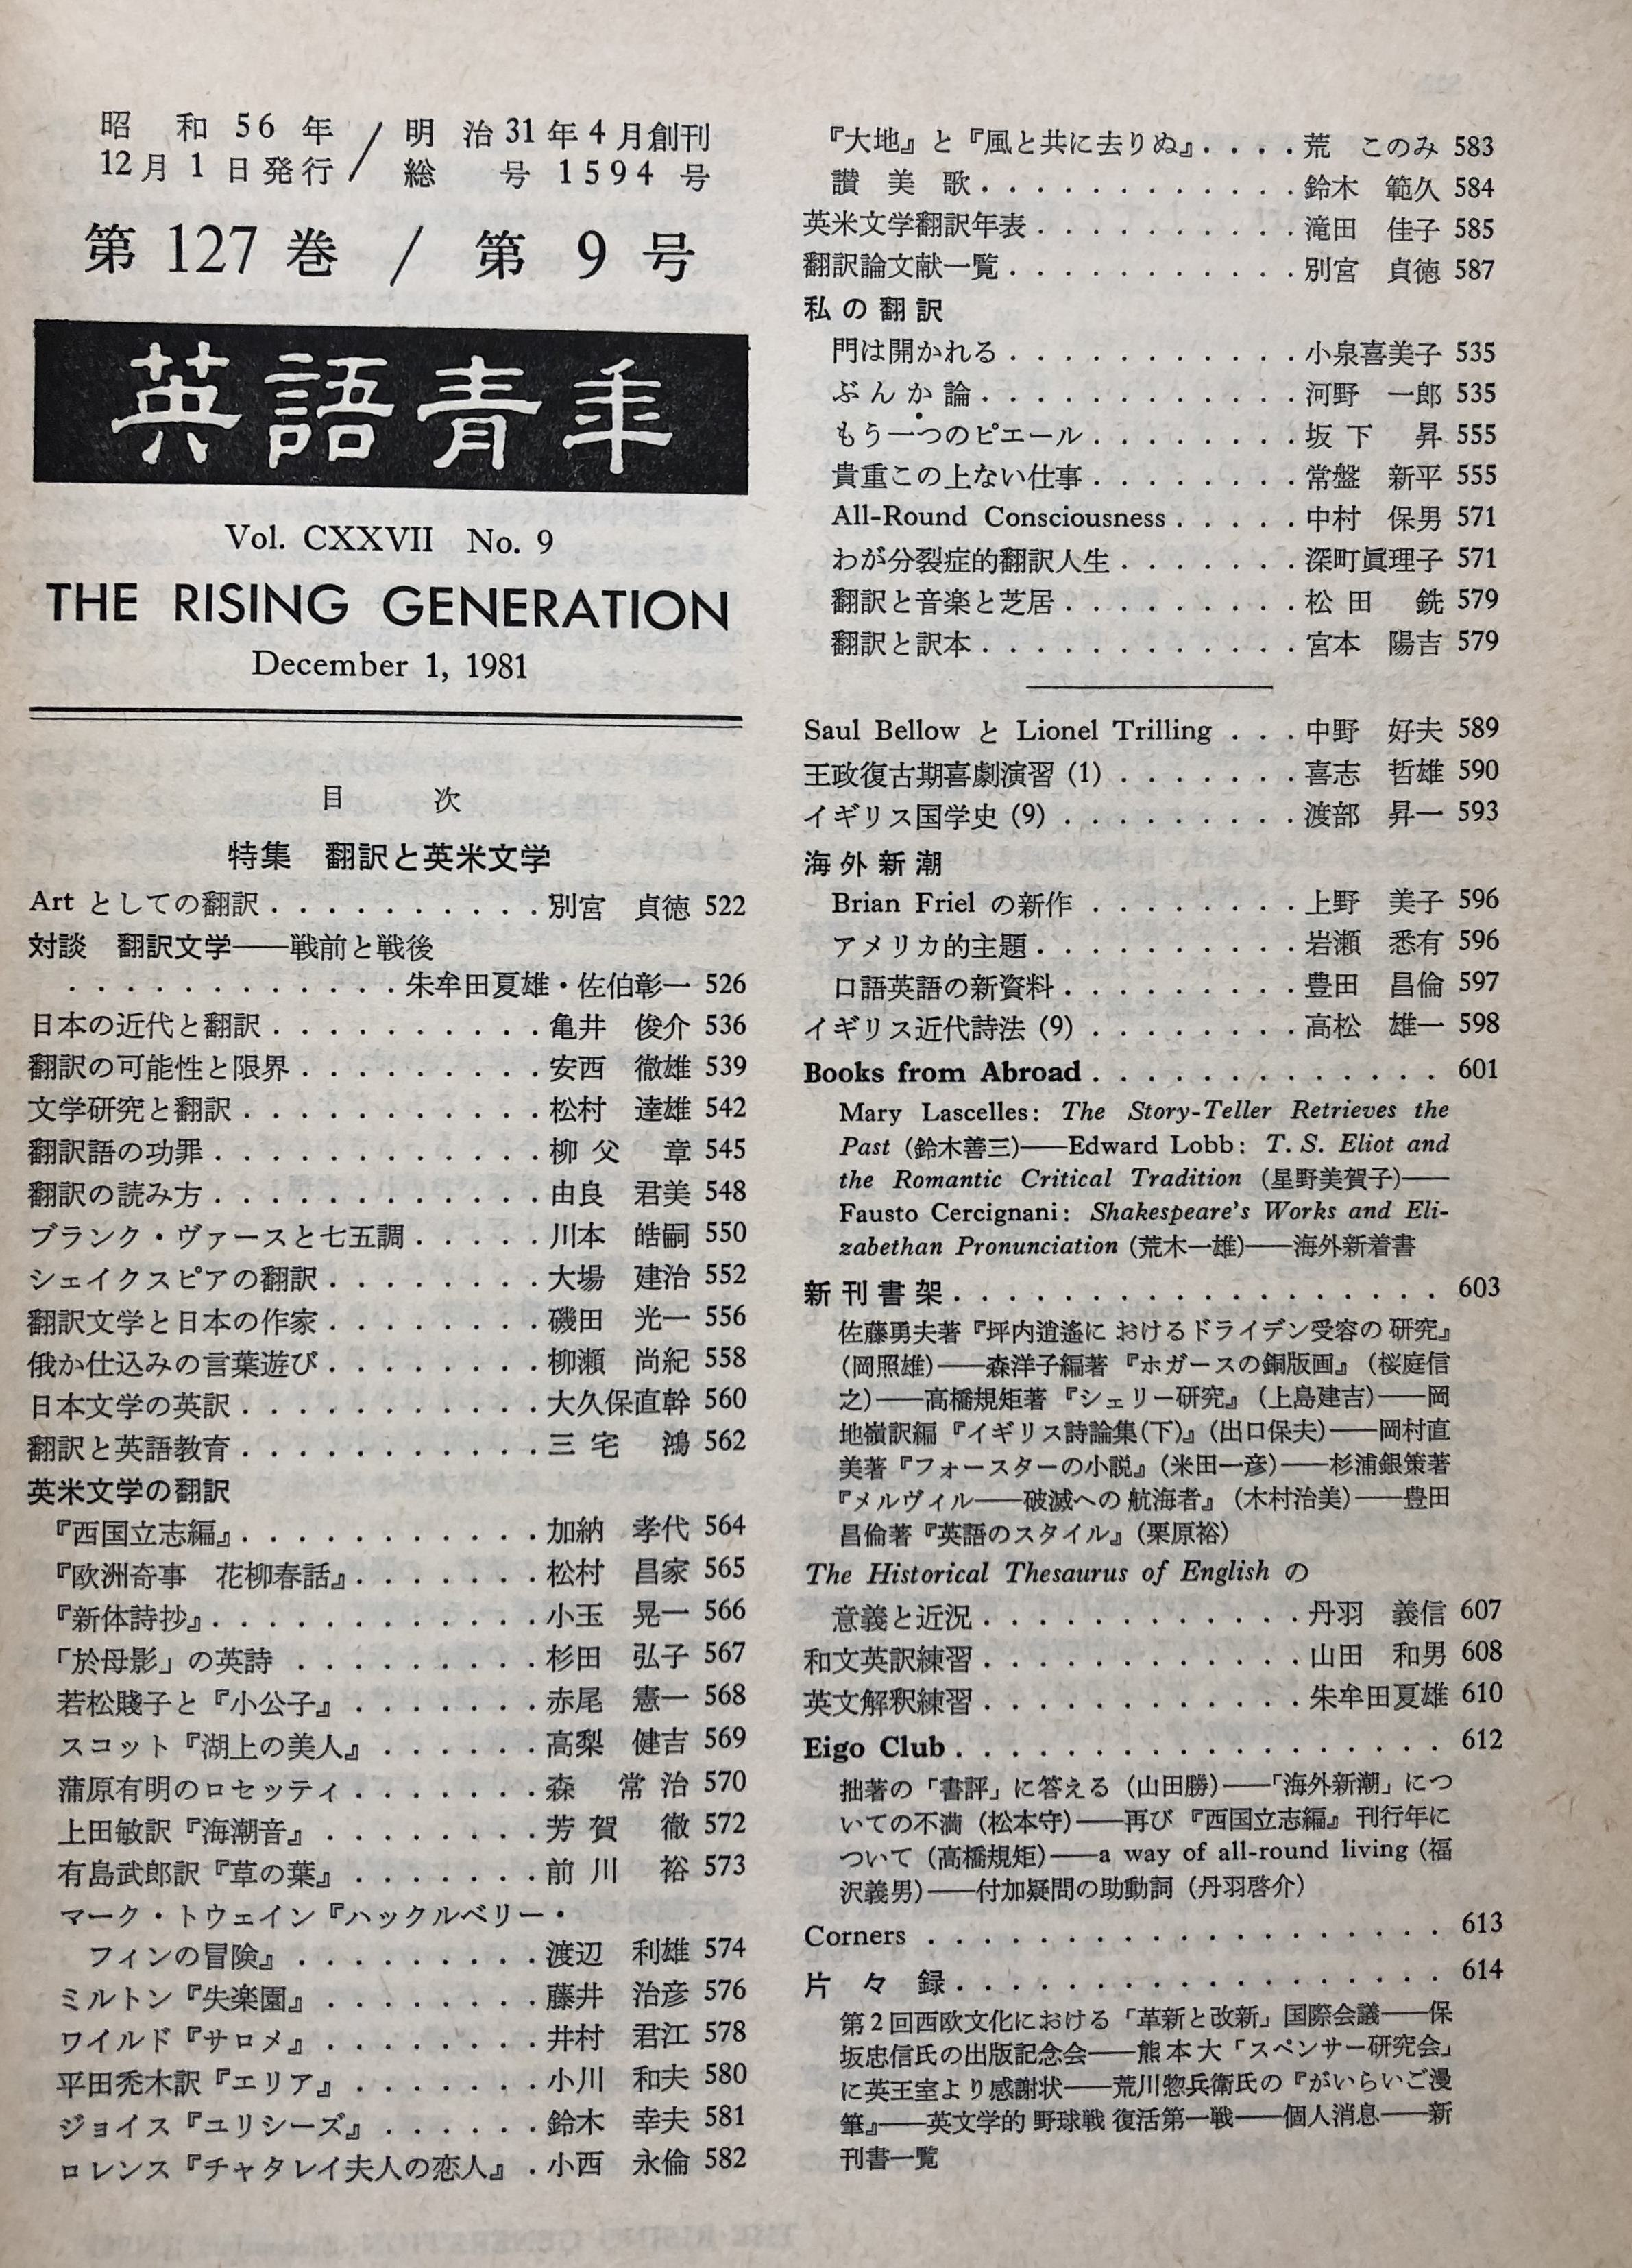 昭和56年 / 明治31年4月創刊
12月1日発行 / 総号1594号
第127巻 / 第9号
英語青年
Vol. CXXVII No. 9
THE RISING GENERATION
December 1, 1981
目次
特集 翻訳と英米文学
Art としての翻訳..........別宮 貞徳 522
対談 翻訳文学——戦前と戦後
............朱牟田夏雄・佐伯彰一 526
日本の近代と翻訳..........亀井 俊介 536
翻訳の可能性と限界.........安西 徹雄 539
文学研究と翻訳...........松村 達雄 542
翻訳語の功罪............柳父 章 545
翻訳の読み方............由良 君美 548
ブランク・ヴァースと七五調.....川本 皓嗣 550
シェイクスピアの翻訳........大場 建治 552
翻訳文学と日本の作家........磯田 光一 556
俄か仕込みの言葉遊び........柳瀬 尚紀 558
日本文学の英訳...........大久保直幹 560
翻訳と英語教育...........三宅 鴻 562
英米文学の翻訳
『西国立志編』...........加納 孝代 564
『欧洲奇事 花柳春話』.......松村 昌家 565
『新体詩抄』............小玉 晃一 566
「於母影」の英詩 .........杉田 弘子 567
若松賤子と『小公子』 .......赤尾 憲一 568
スコット『湖上の美人』 ......高梨 健吉 569
蒲原有明のロセッティ.......森 常治 570
上田敏訳『海潮音』 ........芳賀 徹 572
有島武郎訳『草の葉』 .......前川 裕 573
マーク・トウェイン『ハックルベリー・
フィンの冒険』 .........渡辺 利雄 574
ミルトン『失楽園』 ........藤井 治彦 576
ワイルド『サロメ』 ........井村 君江 578
平田禿木訳『エリア』 .......小川 和夫 580
ジョイス『ユリシーズ』 ......鈴木 幸夫 581
ロレンス『チャタレイ夫人の恋人』 .小西 永倫 582
『大地』と『風と共に去りぬ』....荒 このみ 583
讃美歌............鈴木 範久 584
英米文学翻訳年表..........滝田 佳子 585
翻訳論文献一覧...........別宮 貞徳 587
私の翻訳
門は開かれる...........小泉喜美子 535
ぶんか論............河野 一郎 535
もう一つのピエール........坂下 昇 555
貴重この上ない仕事........常盤 新平 555
All-Round Consciousness.....中村 保男 571
わが分裂症的翻訳人生.......深町眞理子 571
翻訳と音楽と芝居.........松田 銑 579
翻訳と訳本............宮本 陽吉 579
Saul Bellow と Lionel Trilling ...中野 好夫 589
王政復古期喜劇演習 (1) .......喜志 哲雄 590
イギリス国学史 (9) .........渡部 昇一 593
海外新潮
Brian Friel の新作 ........上野 美子 596
アメリカ的主題..........岩瀬 悉有 596
口語英語の新資料.........豊田 昌倫 597
イギリス近代詩法 (9) ........高松 雄一 598
Books from Abroad............. 601
Mary Lascelles: The Story-Teller Retrieves the
Past (鈴木善三)——Edward Lobb: T. S. Eliot and
the Romantic Critical Tradition (星野美賀子)——
Fausto Cercignani: Shakespeare's Works and Eli-
zabethan Pronunciation (荒木一雄)——海外新着書
新刊書架.................. 603
佐藤勇夫著『坪内逍遙におけるドライデン受容の研究』
(岡照雄)——森洋子編著『ホガースの銅版画』(桜庭信
之)——高橋規矩著『シェリー研究』(上島建吉)——岡
地嶺訳編『イギリス詩論集(下)』(出口保夫)——岡村直
美著『フォースターの小説』(米田一彦)——杉浦銀策著
『メルヴィル——破滅への航海者』(木村治美)——豊田
昌倫著『英語のスタイル』(栗原裕)
The Historical Thesaurus of English の
意義と近況............丹羽 義信 607
和文英訳練習............山田 和男 608
英文解釈練習............朱牟田夏雄 610
Eigo Club.................. 612
拙著の「書評」に答える (山田勝)——「海外新潮」につ
いての不満 (松本守)——再び『西国立志編』刊行年に
ついて (高橋規矩)——a way of all-round living (福
沢義男)——付加疑問の助動詞 (丹羽啓介)
Corners ................... 613
片々録.................. 614
第2回西欧文化における「革新と改新」国際会議——保
坂忠信氏の出版記念会——熊本大「スペンサー研究会」
に英王室より感謝状——荒川惣兵衛氏の『がいらいご漫
筆』——英文学的野球戦復活第一戦——個人消息——新
刊書一覧